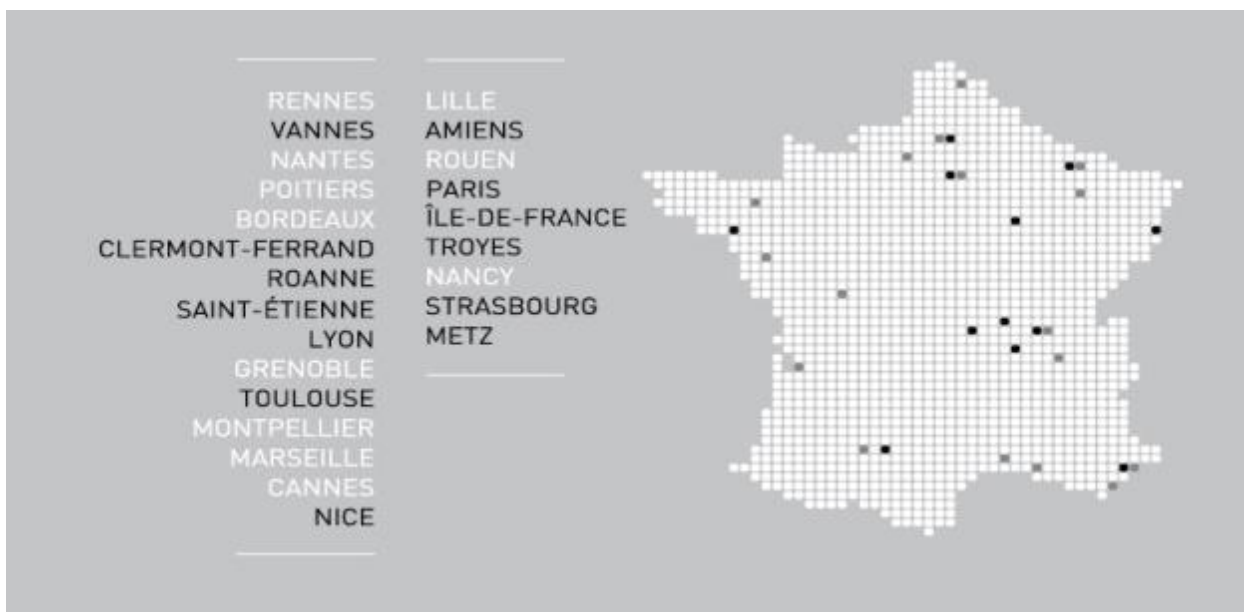 RENNES
VANNES
NANTES
POITIERS
BORDEAUX
CLERMONT-FERRAND
ROANNE
SAINT-ÉTIENNE
LYON
GRENOBLE
TOULOUSE
MONTPELLIER
MARSEILLE
CANNES
NICE
LILLE
AMIENS
ROUEN
PARIS
ÎLE-DE-FRANCE
TROYES
NANCY
STRASBOURG
METZ